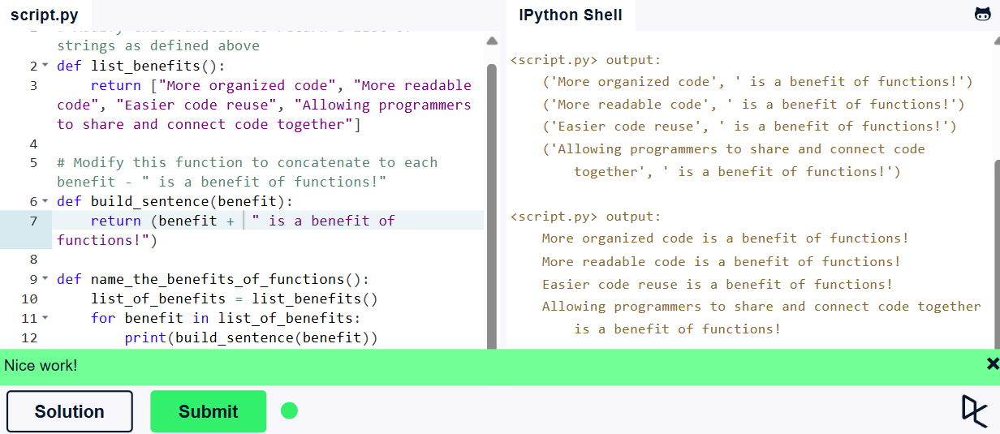 script.py
strings as defined above
2 def list_benefits():
3 return ["More organized code", "More readable
code", "Easier code reuse", "Allowing programmers
to share and connect code together"]
4
5 # Modify this function to concatenate to each
benefit - " is a benefit of functions!"
6 def build_sentence(benefit):
7 return (benefit + " is a benefit of
functions!")
8
9 def name_the_benefits_of_functions():
10 list_of_benefits = list_benefits()
11 for benefit in list_of_benefits:
12 print(build_sentence(benefit))
IPython Shell
<script.py> output:
('More organized code', ' is a benefit of functions!')
('More readable code', ' is a benefit of functions!')
('Easier code reuse', ' is a benefit of functions!')
('Allowing programmers to share and connect code
together', ' is a benefit of functions!')
<script.py> output:
More organized code is a benefit of functions!
More readable code is a benefit of functions!
Easier code reuse is a benefit of functions!
Allowing programmers to share and connect code together
is a benefit of functions!
Nice work!
Solution
Submit